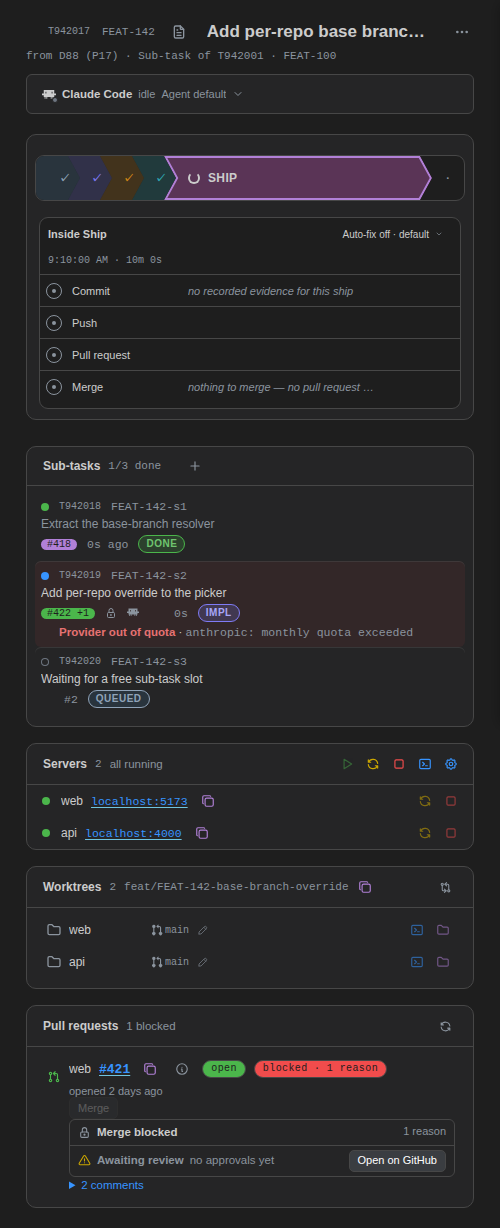 T942017 FEAT-142 Add per-repo base branc…
from D88 (P17) · Sub-task of T942001 · FEAT-100
Claude Code idle Agent default
SHIP
Inside Ship Auto-fix off · default
9:10:00 AM · 10m 0s
Commit no recorded evidence for this ship
Push
Pull request
Merge nothing to merge — no pull request …
Sub-tasks 1/3 done
T942018 FEAT-142-s1
Extract the base-branch resolver
#418 0s ago DONE
T942019 FEAT-142-s2
Add per-repo override to the picker
#422 +1 0s IMPL
Provider out of quota · anthropic: monthly quota exceeded
T942020 FEAT-142-s3
Waiting for a free sub-task slot
#2 QUEUED
Servers 2 all running
web localhost:5173
api localhost:4000
Worktrees 2 feat/FEAT-142-base-branch-override
web main
api main
Pull requests 1 blocked
web #421 open blocked · 1 reason
opened 2 days ago
Merge
Merge blocked 1 reason
Awaiting review no approvals yet Open on GitHub
2 comments